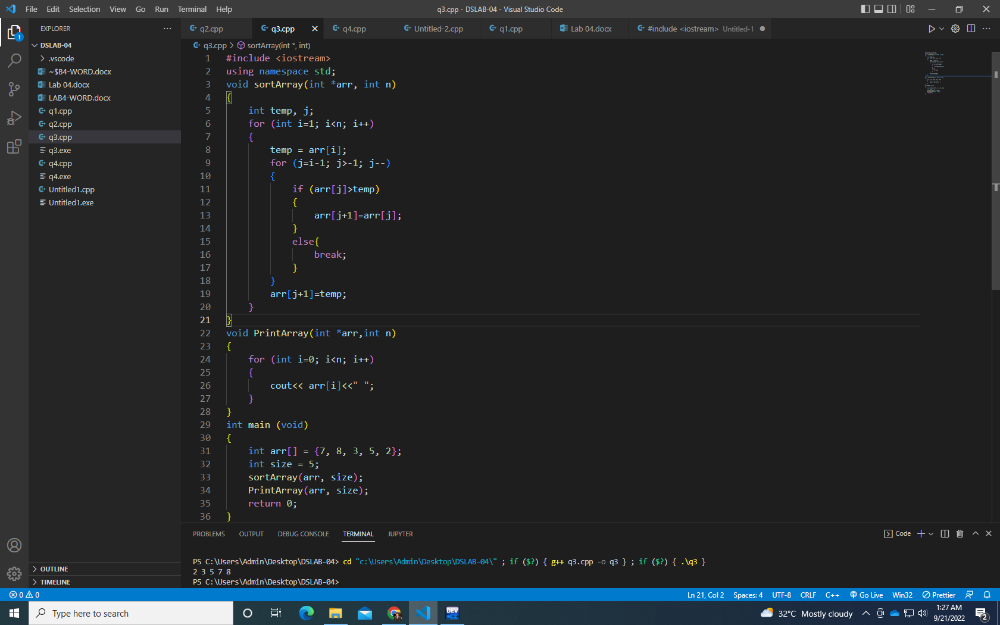 File Edit Selection View Go Run Terminal Help q3.cpp - DSLAB-04 - Visual Studio Code
EXPLORER
q2.cpp q3.cpp q4.cpp Untitled-2.cpp q1.cpp Lab 04.docx #include <iostream> Untitled-1
1
DSLAB-04
.vscode
~$B4-WORD.docx
Lab 04.docx
LAB4-WORD.docx
q1.cpp
q2.cpp
q3.cpp
q3.exe
q4.cpp
q4.exe
Untitled1.cpp
Untitled1.exe
OUTLINE
TIMELINE
q3.cpp > sortArray(int *, int)
1 #include <iostream>
2 using namespace std;
3 void sortArray(int *arr, int n)
4 {
5     int temp, j;
6     for (int i=1; i<n; i++)
7     {
8         temp = arr[i];
9         for (j=i-1; j>-1; j--)
10         {
11             if (arr[j]>temp)
12             {
13                 arr[j+1]=arr[j];
14             }
15             else{
16                 break;
17             }
18         }
19         arr[j+1]=temp;
20     }
21 }
22 void PrintArray(int *arr,int n)
23 {
24     for (int i=0; i<n; i++)
25     {
26         cout<< arr[i]<<" ";
27     }
28 }
29 int main (void)
30 {
31     int arr[] = {7, 8, 3, 5, 2};
32     int size = 5;
33     sortArray(arr, size);
34     PrintArray(arr, size);
35     return 0;
36 }
PROBLEMS OUTPUT DEBUG CONSOLE TERMINAL JUPYTER Code
PS C:\Users\Admin\Desktop\DSLAB-04> cd "c:\Users\Admin\Desktop\DSLAB-04\" ; if ($?) { g++ q3.cpp -o q3 } ; if ($?) { .\q3 }
2 3 5 7 8
PS C:\Users\Admin\Desktop\DSLAB-04>
0 0 Ln 21, Col 2 Spaces: 4 UTF-8 CRLF C++ Go Live Win32 Prettier
Type here to search DEV 32°C Mostly cloudy 1:27 AM
9/21/2022 2